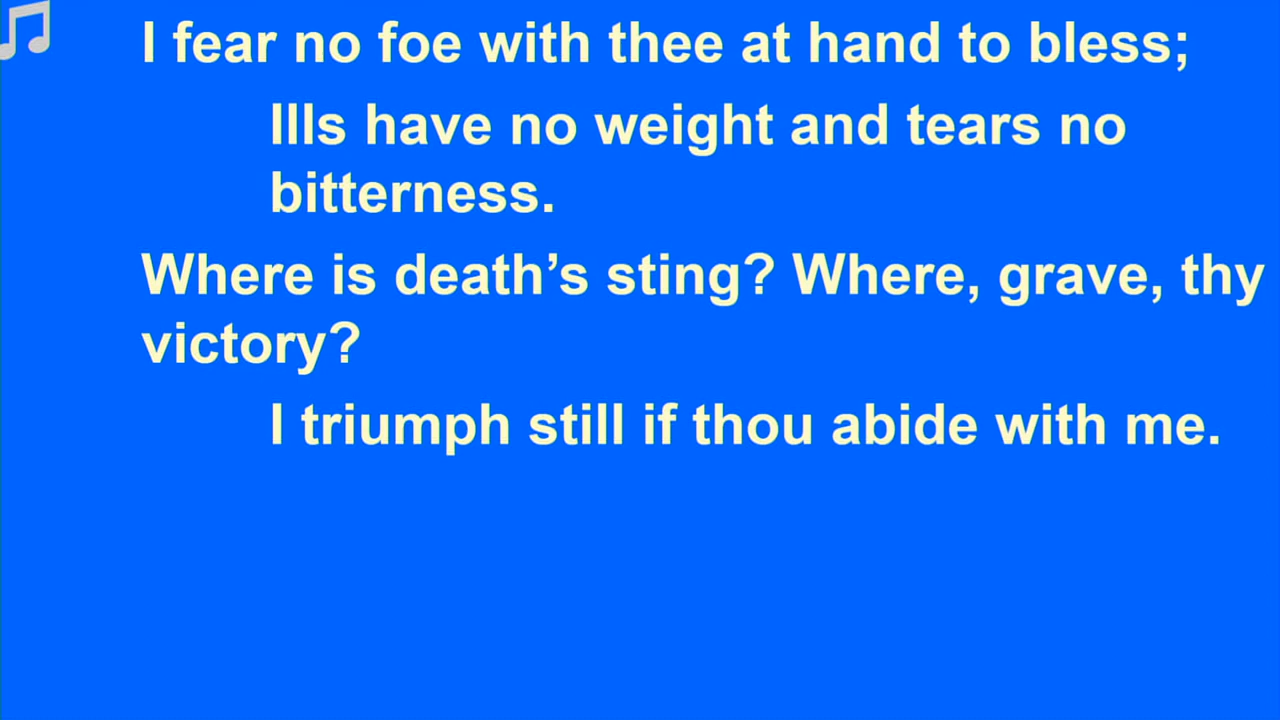 I fear no foe with thee at hand to bless;
Ills have no weight and tears no
bitterness.
Where is death’s sting? Where, grave, thy
victory?
I triumph still if thou abide with me.